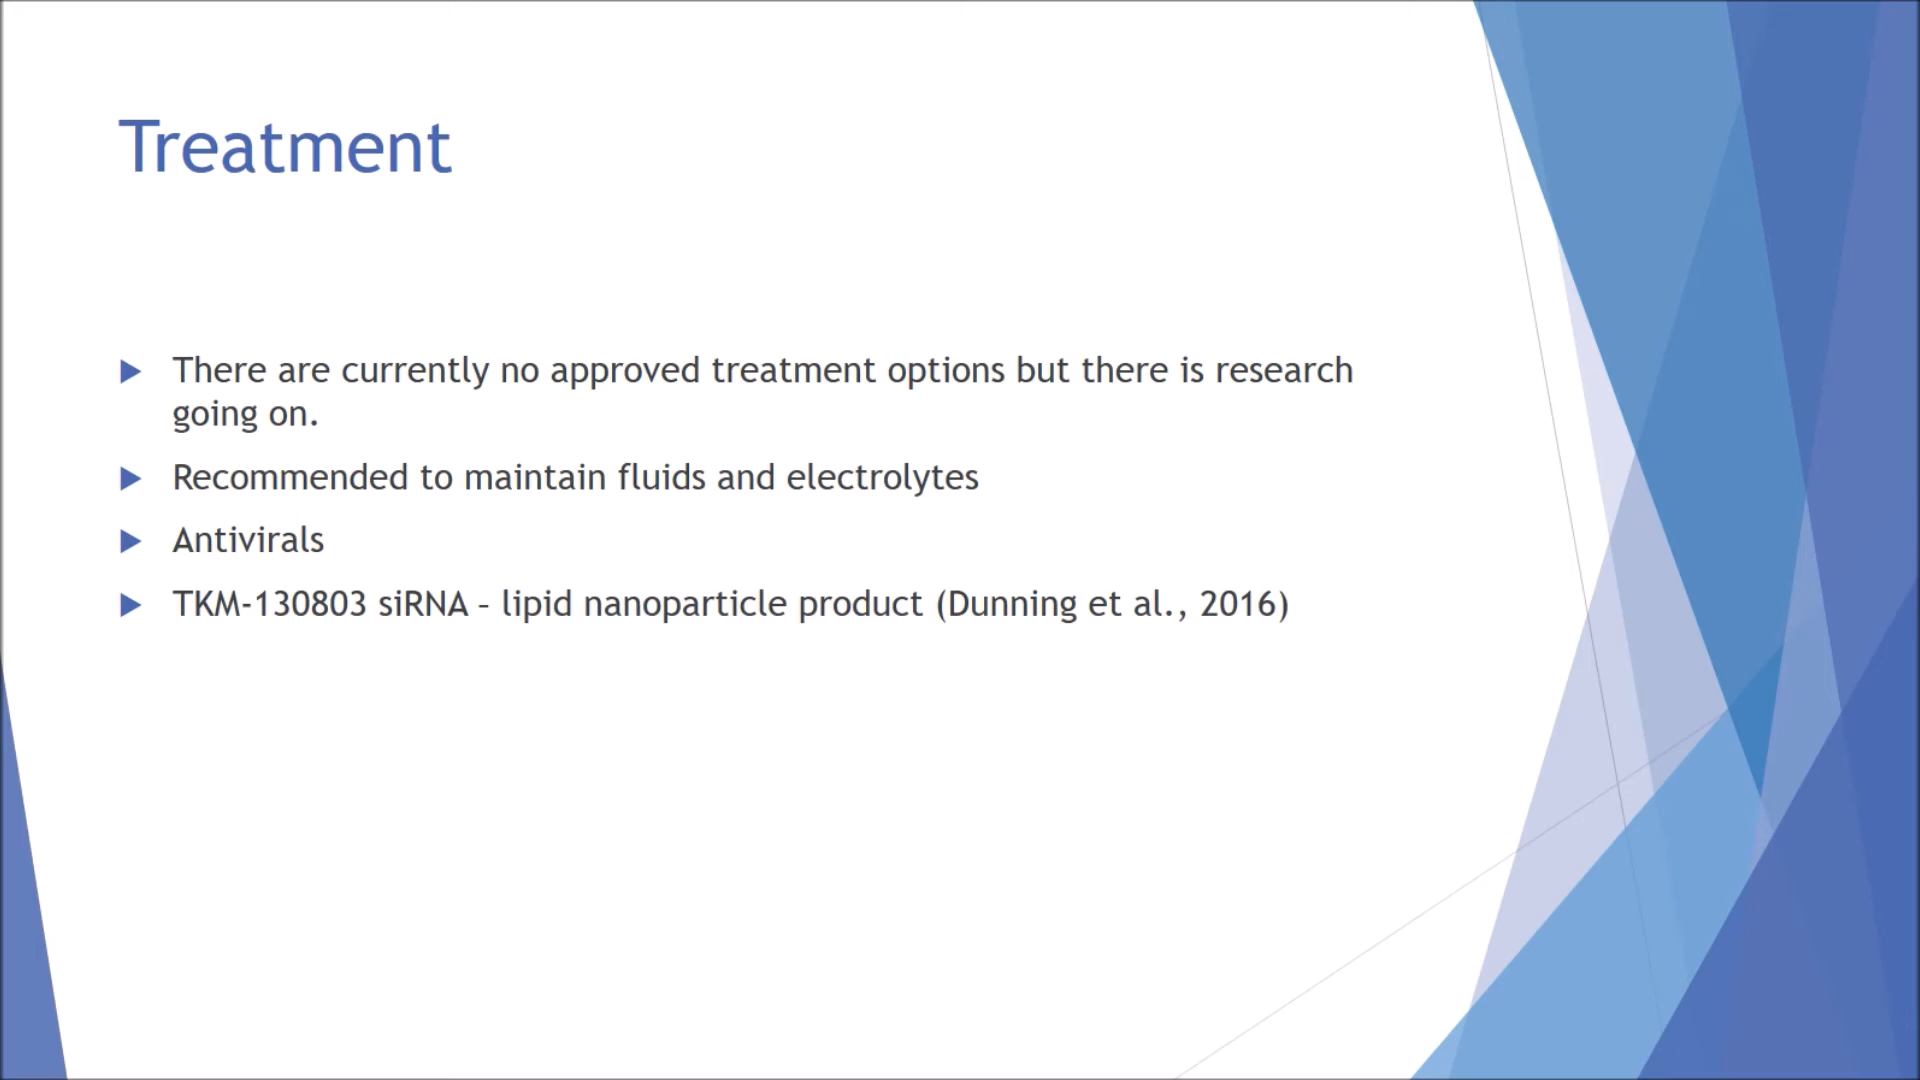 Treatment
There are currently no approved treatment options but there is research
going on.
Recommended to maintain fluids and electrolytes
Antivirals
TKM-130803 siRNA – lipid nanoparticle product (Dunning et al., 2016)